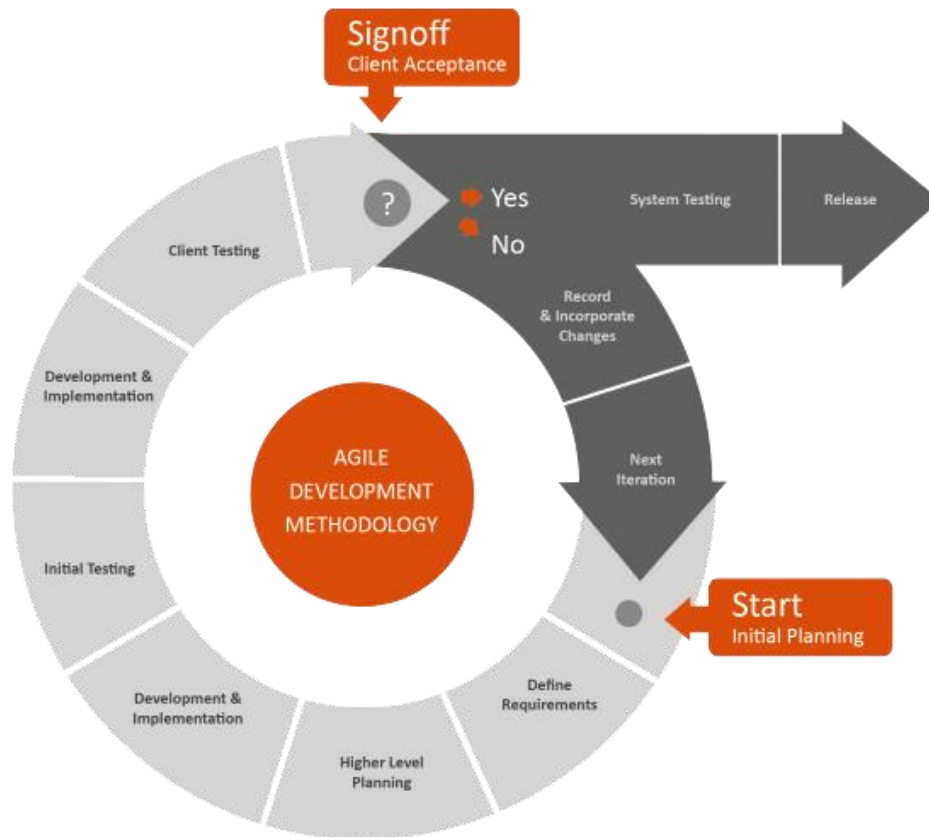 Signoff
Client Acceptance
?
Yes
No
System Testing
Release
Client Testing
Record
& Incorporate
Changes
Development &
Implementation
Next
Iteration
AGILE
DEVELOPMENT
METHODOLOGY
Initial Testing
Start
Initial Planning
Define
Requirements
Development &
Implementation
Higher Level
Planning